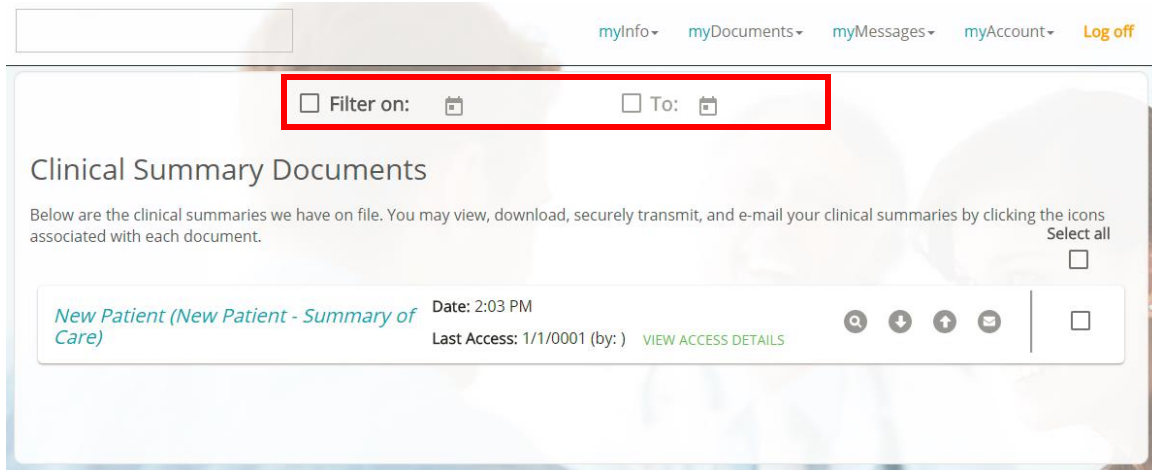 myInfo myDocuments myMessages myAccount Log off
Filter on: To:
Clinical Summary Documents
Below are the clinical summaries we have on file. You may view, download, securely transmit, and e-mail your clinical summaries by clicking the icons
associated with each document.
Select all
New Patient (New Patient - Summary of
Care)
Date: 2:03 PM
Last Access: 1/1/0001 (by: ) VIEW ACCESS DETAILS